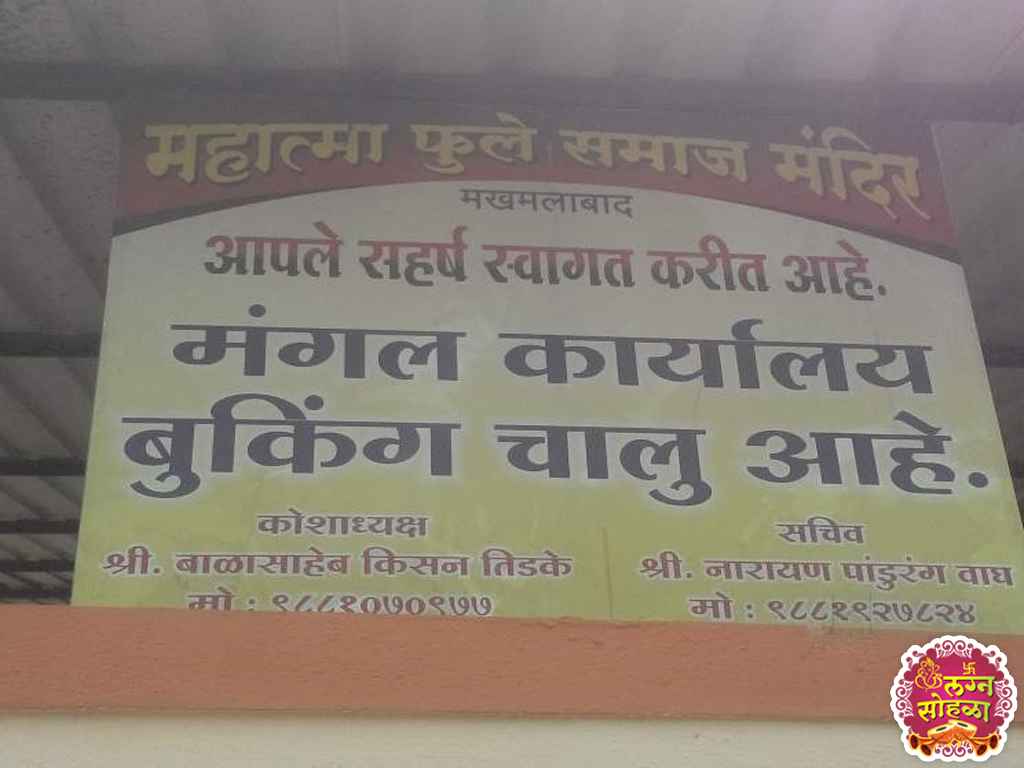 महात्मा फुले समाज मंदिर
मखमलाबाद
आपले सहर्ष स्वागत करीत आहे.
मंगल कार्यालय
बुकिंग चालु आहे.
कोशाध्यक्ष
श्री. बाळासाहेब किसन तिडके
मो : ९८८१०७०९७७
सचिव
श्री. नारायण पांडुरंग वाघ
मो : ९८८१९२७८२४
लग्न
सोहळा